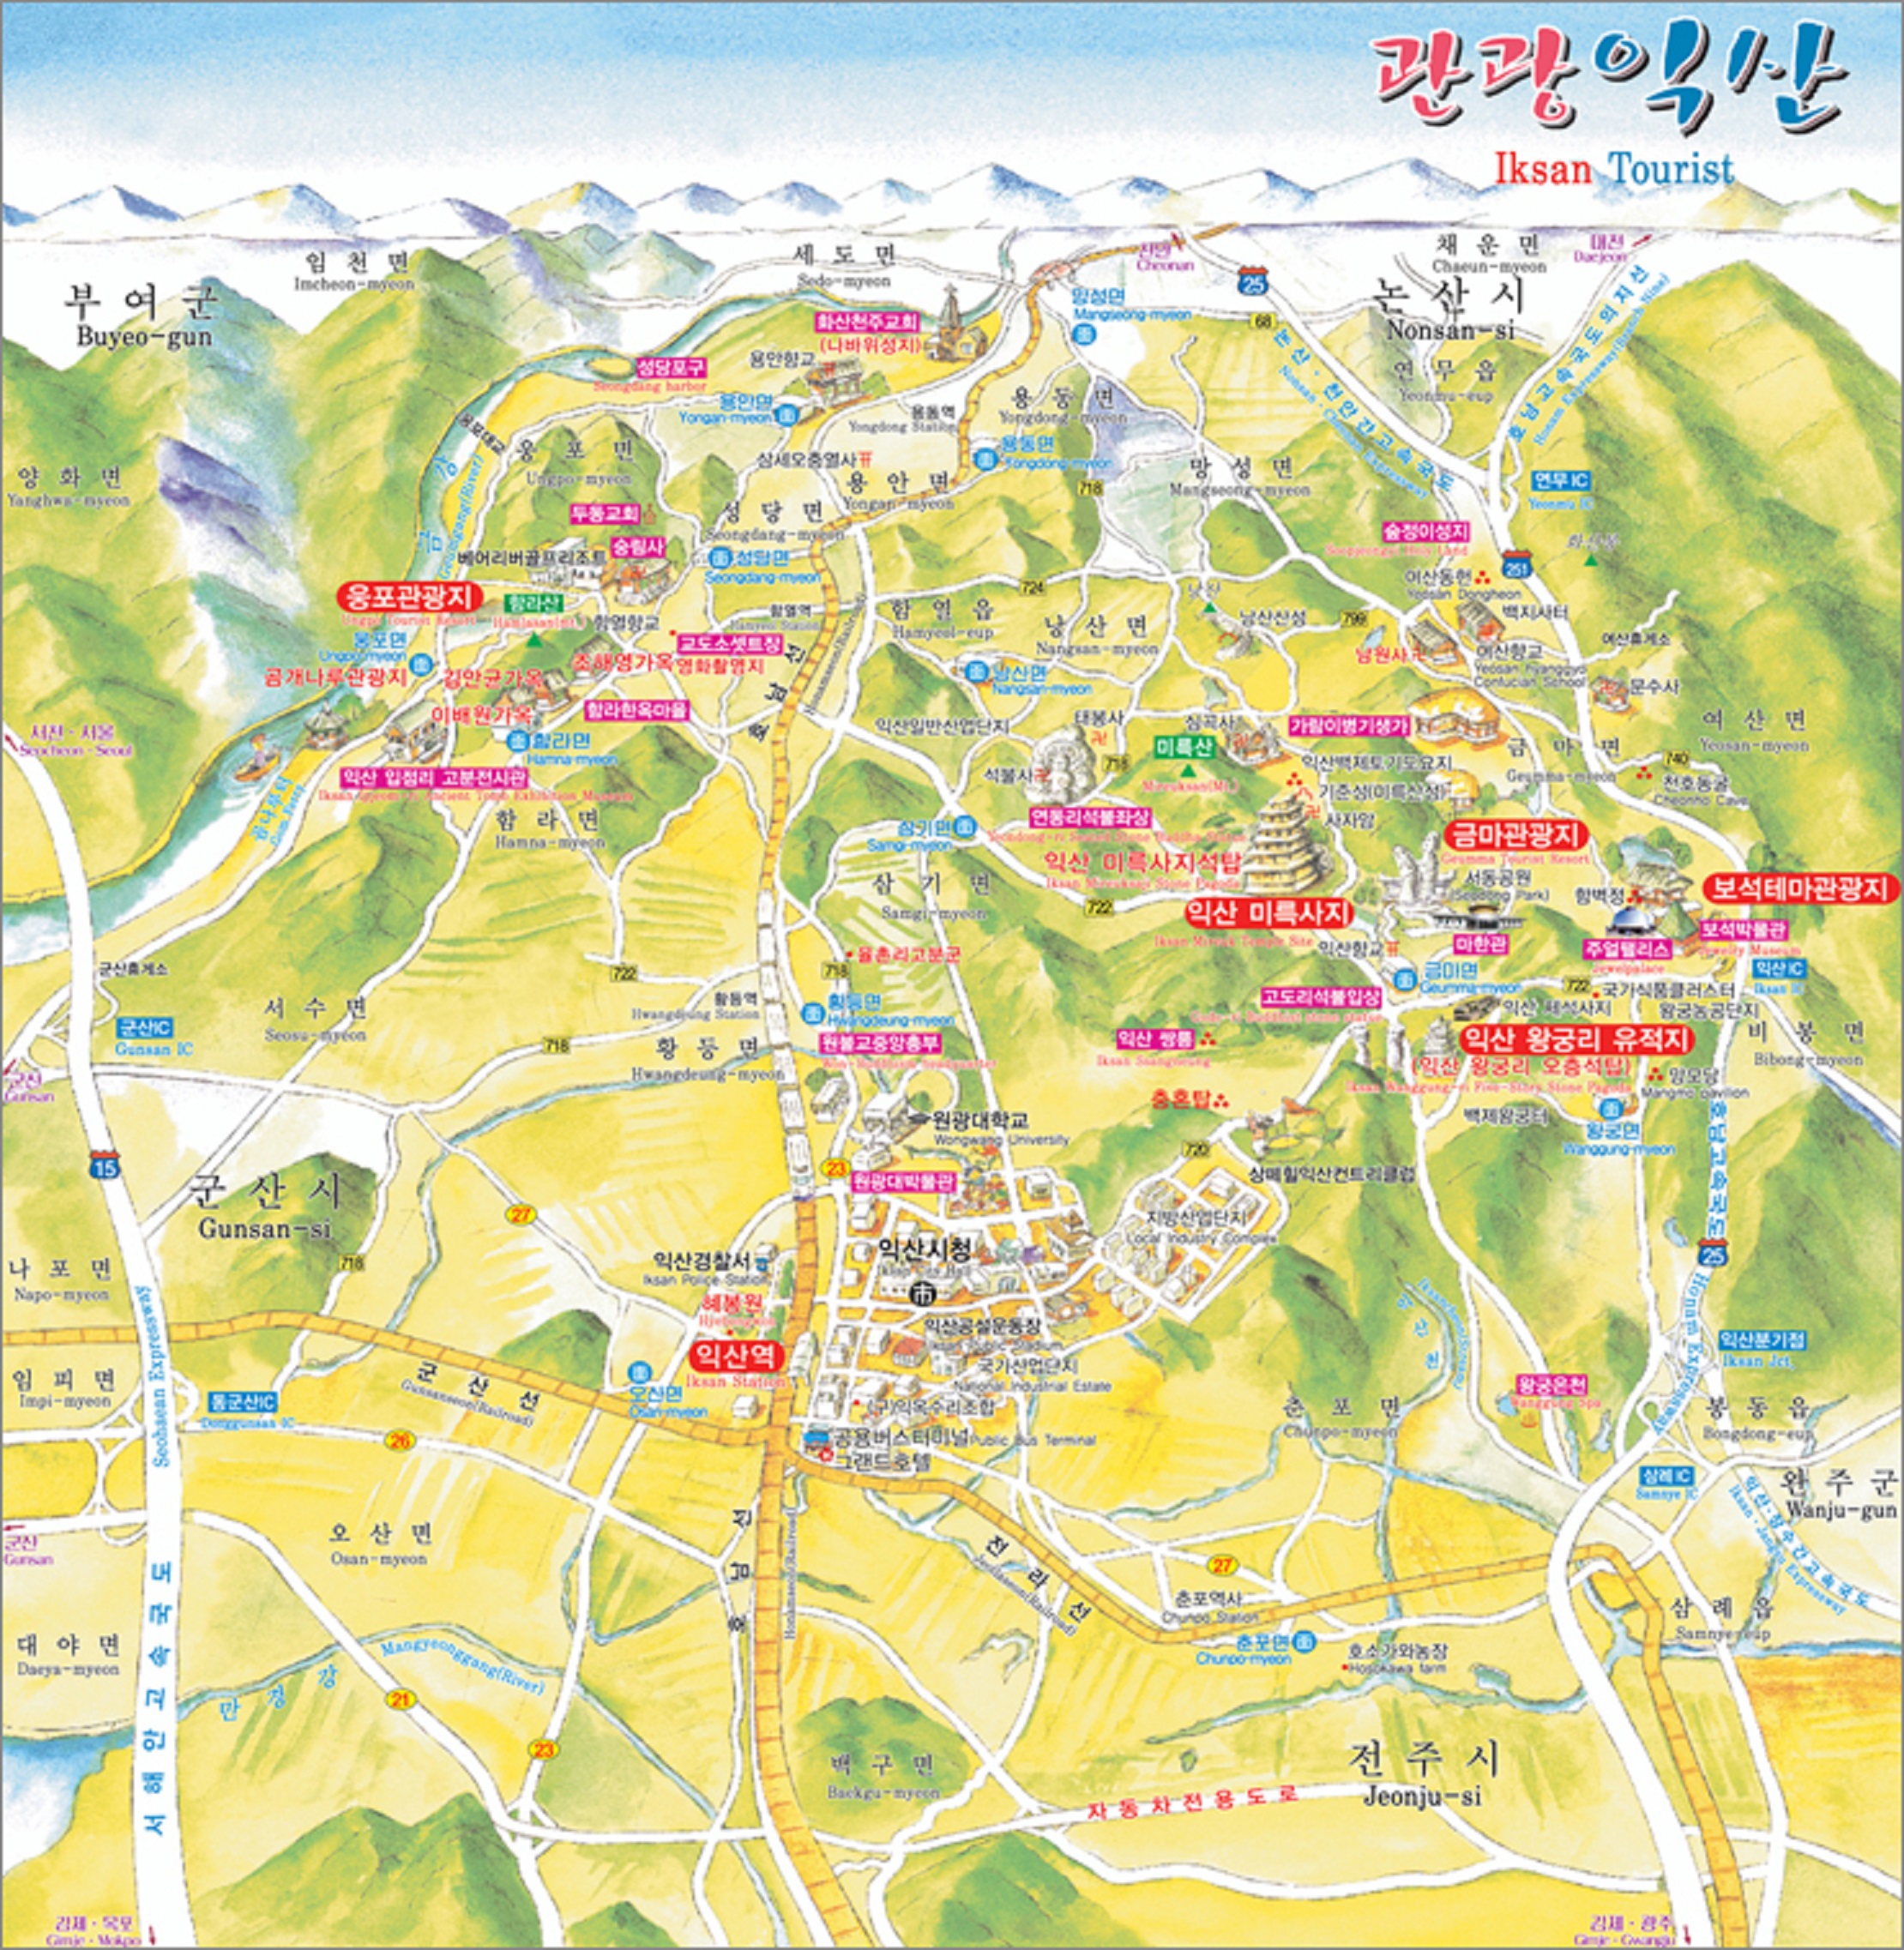 관광익산
Iksan Tourist
임천면
Imcheon-myeon
세도면
Sedo-myeon
천안
Cheonan
채운면
Chaeun-myeon
대전
Daejeon
부여군
Buyeo-gun
25
논산시
Nonsan-si
망성면
Mangseong-myeon
68
화산천주교회
(나바위성지)
용안향교
성당포구
Seongdang harbor
용안면
Yongan-myeon
용동역
Yongdong Station
용동면
Yongdong-myeon
연무읍
Yeonmu-eup
논산·천안간고속국도
Nonsan-Cheonan Expressway
호남고속국도의지선
Honam Expressway(Branch Nine)
웅포대교
웅포면
Ungpo-myeon
삼세오충열사
용동면
Yongdong-myeon
양화면
Yanghwa-myeon
용안면
Yongan-myeon
718
망성면
Mangseong-myeon
연무IC
Yeonmu IC
금강
Geumgang(River)
두동교회
성당면
Seongdang-myeon
숲정이성지
베어리버골프리조트
숭림사
성당면
Seongdang-myeon
251
웅포관광지
Ungpo Tourist Resort
함라산
724
여산동헌
Yeosan Dongheon
웅포면
Ungpo-myeon
함열향교
함열역
함열읍
Hamyeol-eup
낭산면
Nangsan-myeon
낭산산성
799
백지사터
여산휴게소
곰개나루관광지
김안균가옥
조해영가옥
교도소셋트장
영화촬영지
호남선
Honamseon(Railroad)
낭산면
Nangsan-myeon
남원사
여산향교
Yeosan Hyanggyo
Confucian School
문수사
이배원가옥
함라한옥마을
서천·서울
Seocheon·Seoul
함라면
Hamna-myeon
익산일반산업단지
태봉사
심곡사
가람이병기생가
여산면
Yeosan-myeon
익산 입점리 고분전시관
석불사
718
미륵산
Mireuksan(Mt.)
익산백제토기도요지
기준성(미륵산성)
금마면
Geumma-myeon
740
천호동굴
Cheonho Cave
곰나루터
함라면
Hamna-myeon
삼기면
Samgi-myeon
연동리석불좌상
사자암
금마관광지
Geumma Tourist Resort
익산 미륵사지석탑
Iksan Mireuksaji Stone Pagoda
삼기면
Samgi-myeon
722
익산 미륵사지
Iksan Mireuk Temple Site
서동공원
함벽정
보석테마관광지
율촌리고분군
익산향교
마한관
주얼팰리스
Jewelpalace
보석박물관
Jewelry Museum
군산휴게소
722
718
금마면
Geumma-myeon
722
익산IC
Iksan IC
서수면
Seosu-myeon
황등역
Hwangdeung Station
황등면
Hwangdeung-myeon
고도리석불입상
익산 제석사지
국가식품클러스터
왕궁농공단지
군산IC
Gunsan IC
718
황등면
Hwangdeung-myeon
원불교중앙총부
익산 쌍릉
Iksan Ssangneung
익산 왕궁리 유적지
(익산 왕궁리 오층석탑)
Iksan Wanggung-ri Five-Story Stone Pagoda
비봉면
Bibong-myeon
군산
Gunsan
충혼탑
망모당
Mangmo pavilion
백제왕궁터
왕궁면
Wanggung-myeon
원광대학교
Wongwang University
720
15
23
원광대박물관
상떼힐익산컨트리클럽
호남고속국도
Honam Expressway
군산시
Gunsan-si
27
지방산업단지
Local Industry Complex
익산경찰서
Iksan Police Station
익산시청
Iksan City Hall
市
25
718
나포면
Napo-myeon
혜봉원
Hyebongwon
익산공설운동장
Iksan Public Stadium
익산역
Iksan Station
국가산업단지
National Industrial Estate
익산분기점
Iksan Jct.
임피면
Impi-myeon
동군산IC
Donggunsan IC
군산선
Gunsanseon(Railroad)
오산면
Osan-myeon
(구)익옥수리조합
왕궁온천
Wanggung Spa
춘포면
Chunpo-myeon
봉동읍
Bongdong-eup
26
공용버스터미널Public Bus Terminal
그랜드호텔
삼례IC
Samnye IC
완주군
Wanju-gun
익산·장수간고속국도
Iksan-Jangsu Expressway
군산
Gunsan
오산면
Osan-myeon
호남선
Honamseon(Railroad)
전라선
Jeollaseon(Railroad)
27
춘포역사
Chunpo Station
삼례읍
Samnye-eup
서해안고속국도
Seohaean Expressway
대야면
Daeya-myeon
만경강
Mangyeonggang(River)
춘포면
Chunpo-myeon
호소가와농장
Hosokawa farm
21
23
백구면
Baekgu-myeon
전주시
Jeonju-si
자동차전용도로
김제·목포
Gimje·Mokpo
김제·광주
Gimje·Gwangju